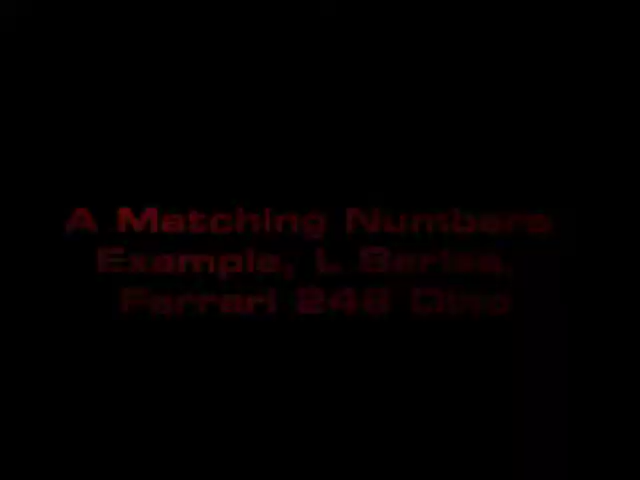 A Matching Numbers
Example, L Series,
Ferrari 246 Dino